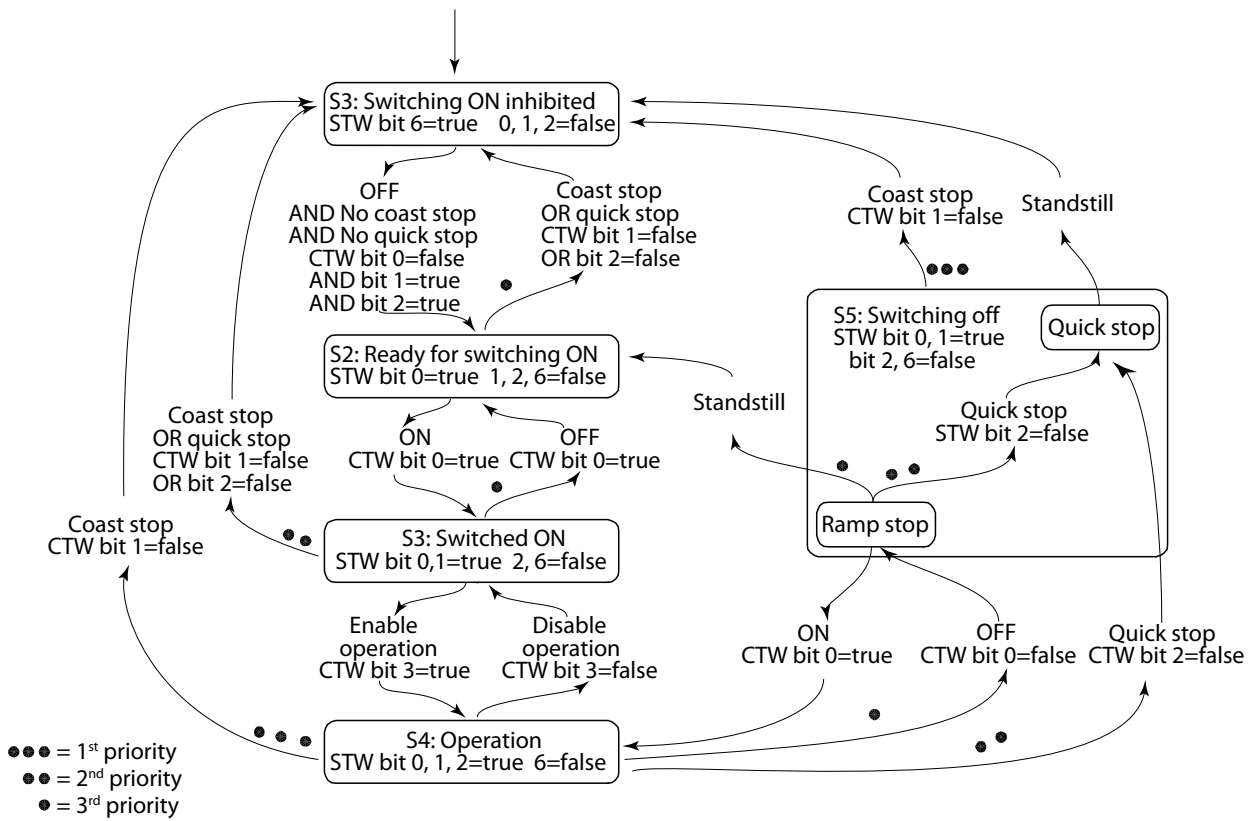 S3: Switching ON inhibited
STW bit 6=true 0, 1, 2=false
OFF
AND No coast stop
AND No quick stop
CTW bit 0=false
AND bit 1=true
AND bit 2=true
Coast stop
OR quick stop
CTW bit 1=false
OR bit 2=false
Coast stop
CTW bit 1=false
Standstill
S5: Switching off
STW bit 0, 1=true
bit 2, 6=false
Quick stop
S2: Ready for switching ON
STW bit 0=true 1, 2, 6=false
Standstill
Quick stop
STW bit 2=false
Coast stop
OR quick stop
CTW bit 1=false
OR bit 2=false
ON
CTW bit 0=true
OFF
CTW bit 0=true
Ramp stop
Coast stop
CTW bit 1=false
S3: Switched ON
STW bit 0,1=true 2, 6=false
Enable
operation
CTW bit 3=true
Disable
operation
CTW bit 3=false
ON
CTW bit 0=true
OFF
CTW bit 0=false
Quick stop
CTW bit 2=false
S4: Operation
STW bit 0, 1, 2=true 6=false
= 1st priority
= 2nd priority
= 3rd priority